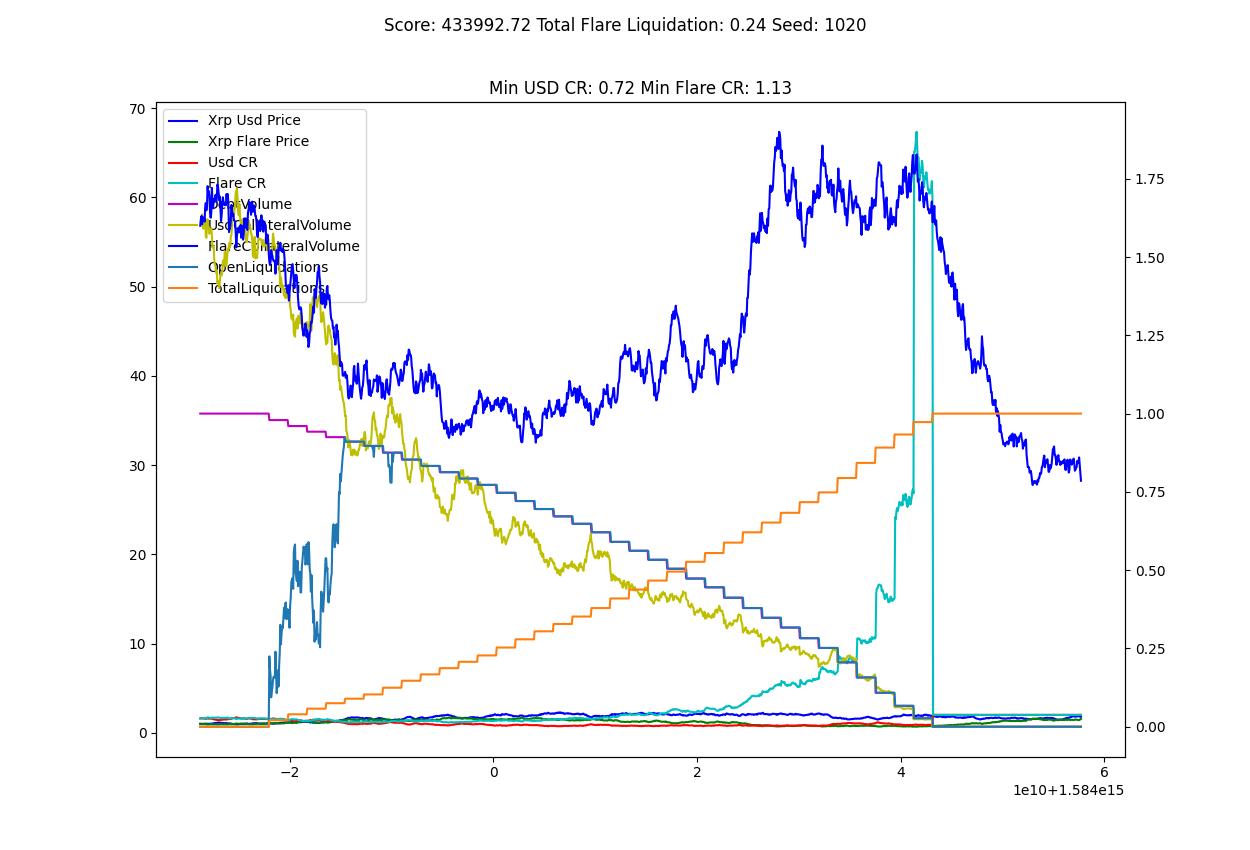 Score: 433992.72 Total Flare Liquidation: 0.24 Seed: 1020
Min USD CR: 0.72 Min Flare CR: 1.13
Xrp Usd Price
Xrp Flare Price
Usd CR
Flare CR
DebtVolume
UsdCollateralVolume
FlareCollateralVolume
OpenLiquidations
TotalLiquidations
70
60
50
40
30
20
10
0
1.75
1.50
1.25
1.00
0.75
0.50
0.25
0.00
−2
0
2
4
6
1e10+1.584e15